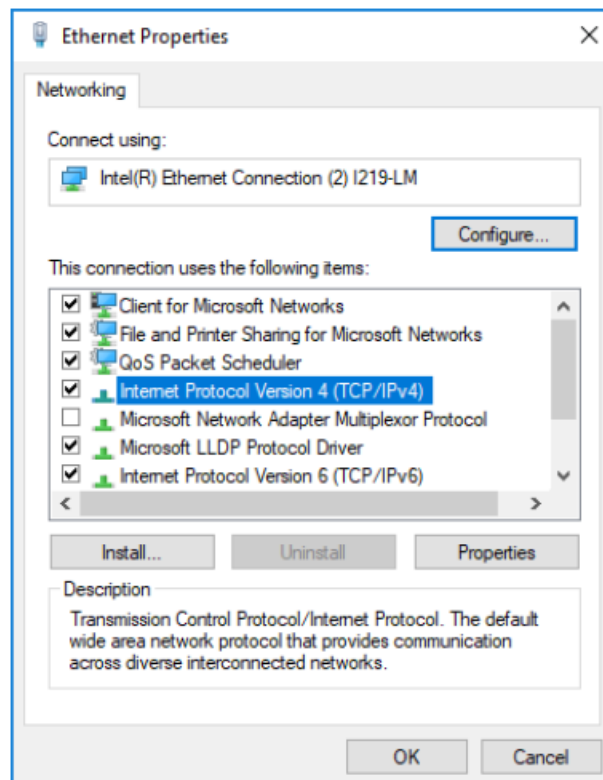 Ethernet Properties
Networking
Connect using:
Intel(R) Ethernet Connection (2) I219-LM
Configure...
This connection uses the following items:
Client for Microsoft Networks
File and Printer Sharing for Microsoft Networks
QoS Packet Scheduler
Internet Protocol Version 4 (TCP/IPv4)
Microsoft Network Adapter Multiplexor Protocol
Microsoft LLDP Protocol Driver
Internet Protocol Version 6 (TCP/IPv6)
Install...
Uninstall
Properties
Description
Transmission Control Protocol/Internet Protocol. The default
wide area network protocol that provides communication
across diverse interconnected networks.
OK
Cancel